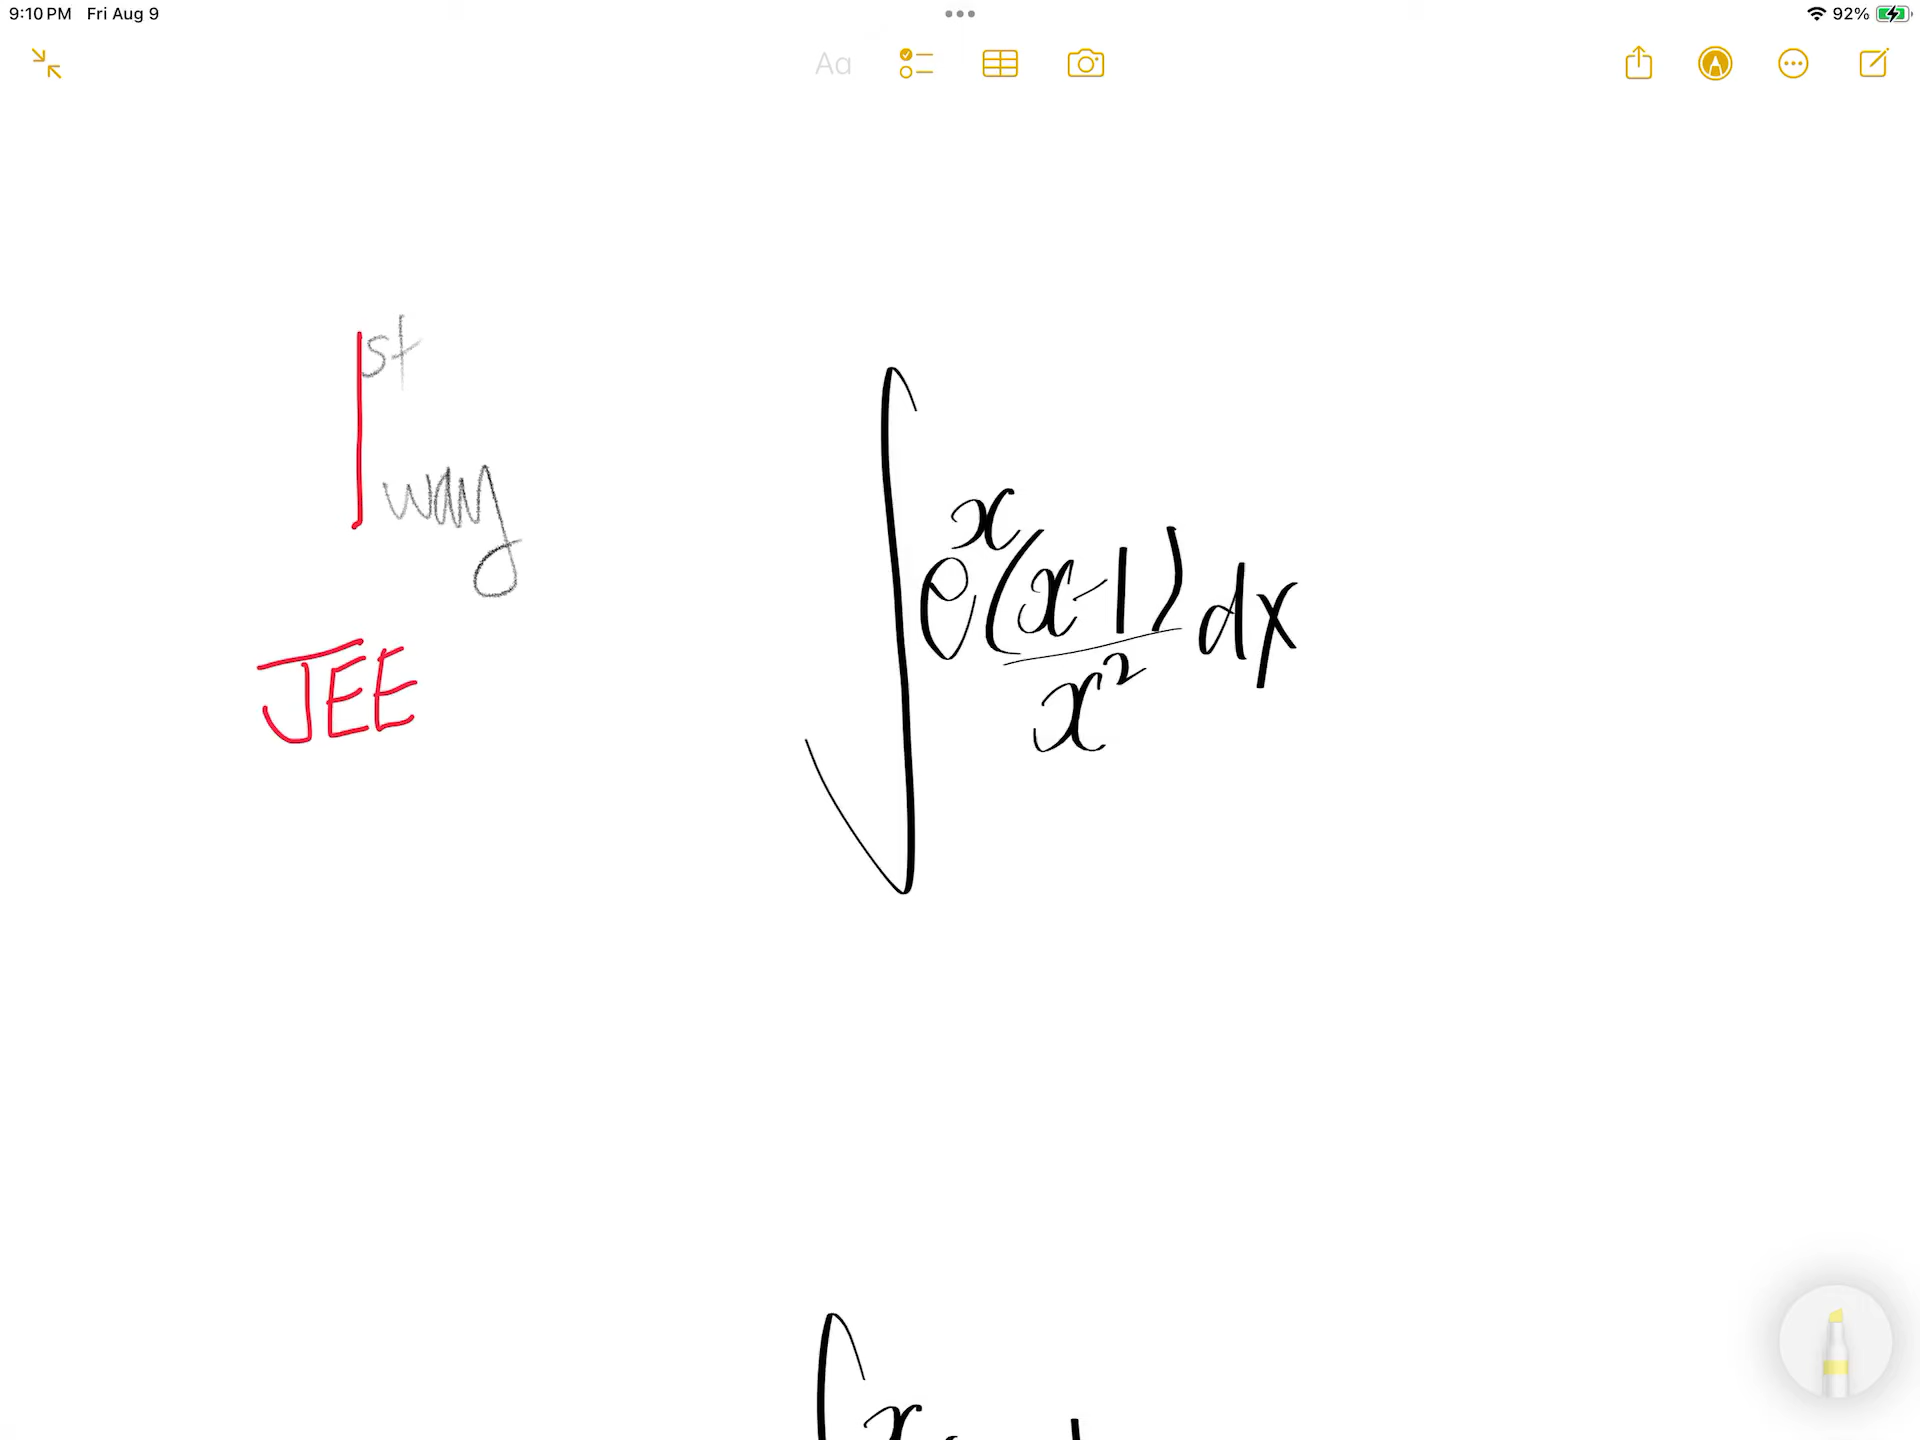 9:10 PM Fri Aug 9
92%
Aa
1st
way
JEE
∫ e^x (x-1)/x^2 dx